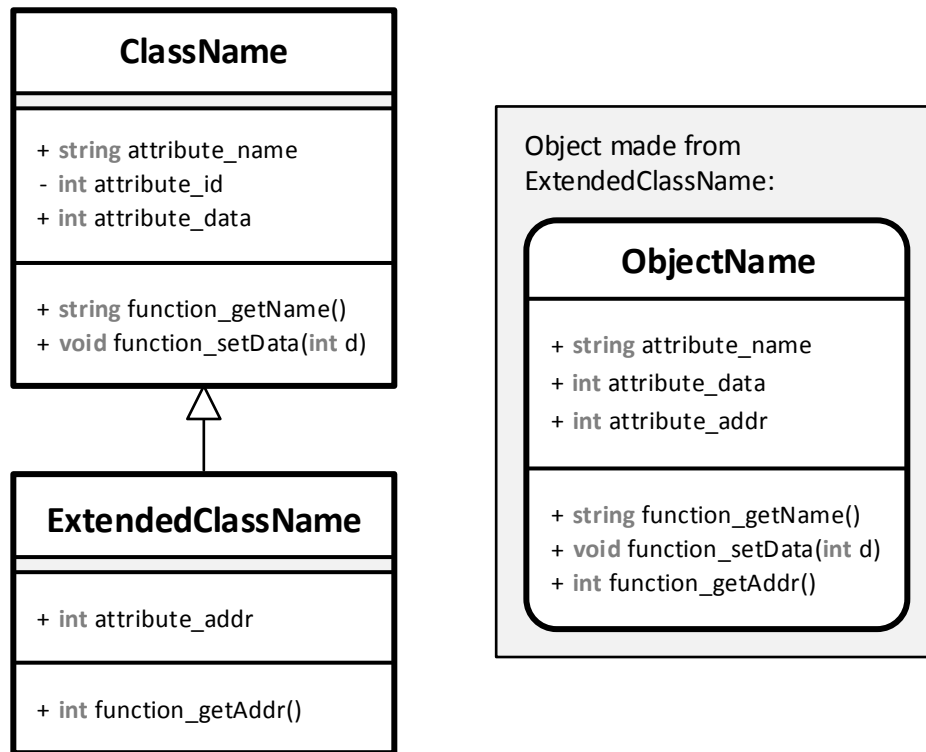 ClassName
+ string attribute_name
- int attribute_id
+ int attribute_data
+ string function_getName()
+ void function_setData(int d)
ExtendedClassName
+ int attribute_addr
+ int function_getAddr()
Object made from
ExtendedClassName:
ObjectName
+ string attribute_name
+ int attribute_data
+ int attribute_addr
+ string function_getName()
+ void function_setData(int d)
+ int function_getAddr()